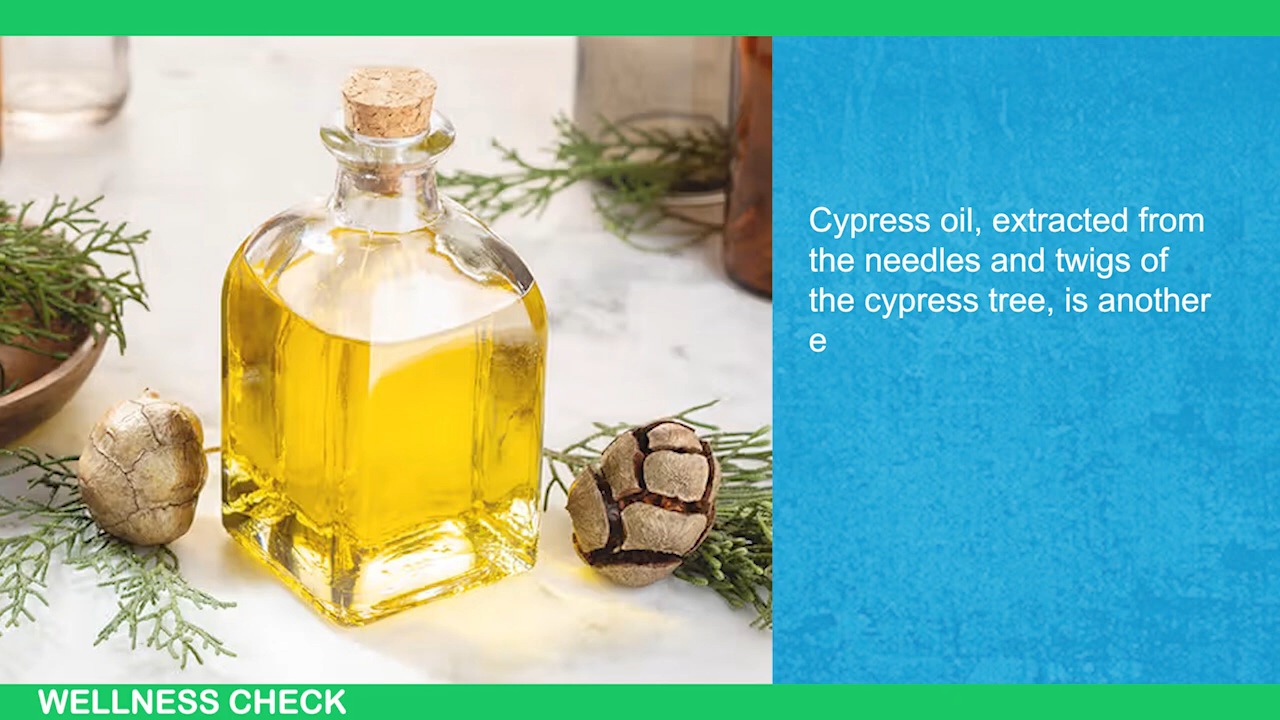 Cypress oil, extracted from
the needles and twigs of
the cypress tree, is another
e
WELLNESS CHECK